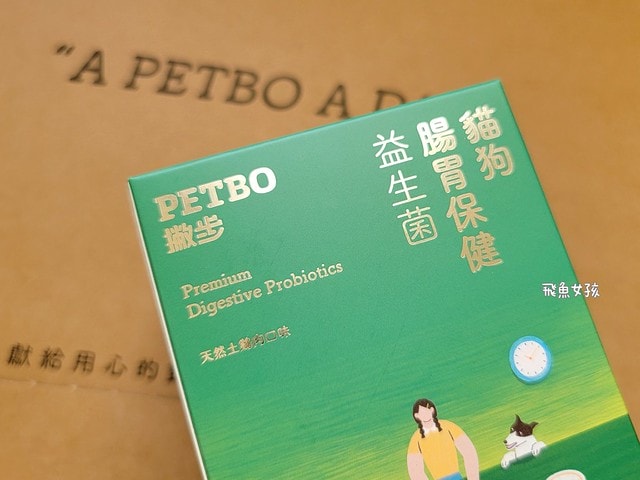 “A PETBO A D
PETBO
撇步
Premium
Digestive Probiotics
天然土雞肉口味
貓狗
腸胃保健
益生菌
飛魚女孩
獻給用心的